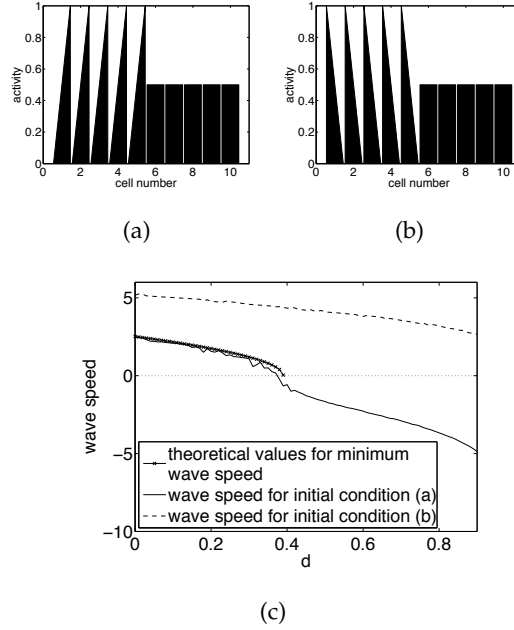 1
0.8
0.6
0.4
0.2
0
activity
0 2 4 6 8 10
cell number
(a)
1
0.8
0.6
0.4
0.2
0
activity
0 2 4 6 8 10
cell number
(b)
5
0
−5
−10
wave speed
theoretical values for minimum
wave speed
wave speed for initial condition (a)
wave speed for initial condition (b)
0 0.2 0.4 0.6 0.8
d
(c)